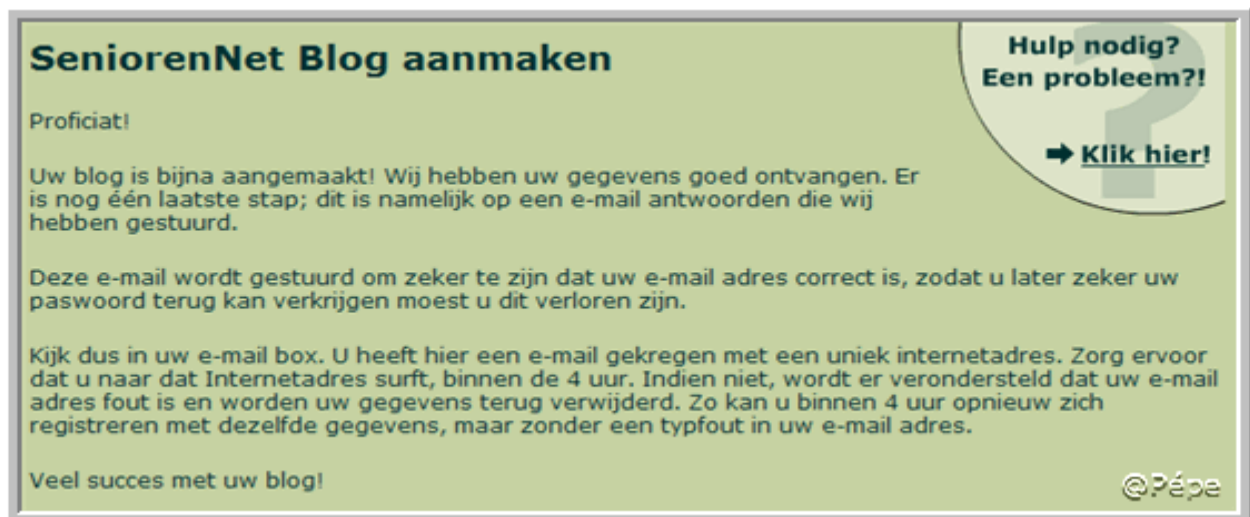 SeniorenNet Blog aanmaken
Hulp nodig?
Een probleem?!
➡ Klik hier!
Proficiat!
Uw blog is bijna aangemaakt! Wij hebben uw gegevens goed ontvangen. Er
is nog één laatste stap; dit is namelijk op een e-mail antwoorden die wij
hebben gestuurd.
Deze e-mail wordt gestuurd om zeker te zijn dat uw e-mail adres correct is, zodat u later zeker uw
paswoord terug kan verkrijgen moest u dit verloren zijn.
Kijk dus in uw e-mail box. U heeft hier een e-mail gekregen met een uniek internetadres. Zorg ervoor
dat u naar dat Internetadres surft, binnen de 4 uur. Indien niet, wordt er verondersteld dat uw e-mail
adres fout is en worden uw gegevens terug verwijderd. Zo kan u binnen 4 uur opnieuw zich
registreren met dezelfde gegevens, maar zonder een typfout in uw e-mail adres.
Veel succes met uw blog!
@Pépe